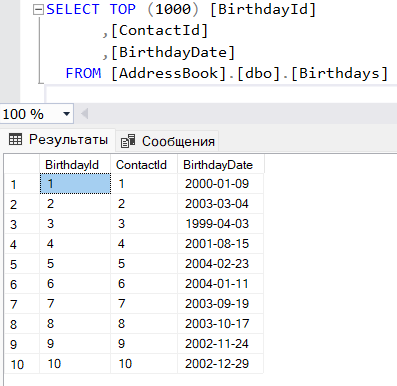 SELECT TOP (1000) [BirthdayId]
,[ContactId]
,[BirthdayDate]
FROM [AddressBook].[dbo].[Birthdays]
100 %
Результаты Сообщения
BirthdayId ContactId BirthdayDate
1 1 1 2000-01-09
2 2 2 2003-03-04
3 3 3 1999-04-03
4 4 4 2001-08-15
5 5 5 2004-02-23
6 6 6 2004-01-11
7 7 7 2003-09-19
8 8 8 2003-10-17
9 9 9 2002-11-24
10 10 10 2002-12-29